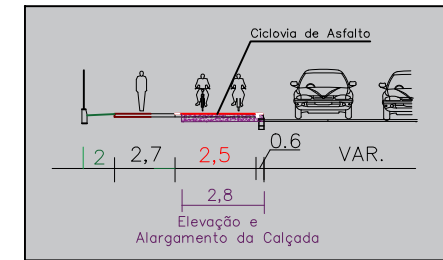 Ciclovia de Asfalto
0.6
2 2,7 2,5 VAR.
2,8
Elevação e
Alargamento da Calçada